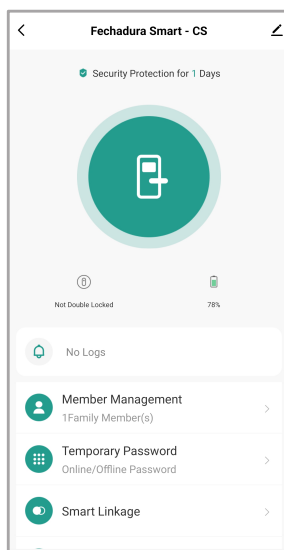 Fechadura Smart - CS
Security Protection for 1 Days
Not Double Locked
78%
No Logs
Member Management
1Family Member(s)
Temporary Password
Online/Offline Password
Smart Linkage